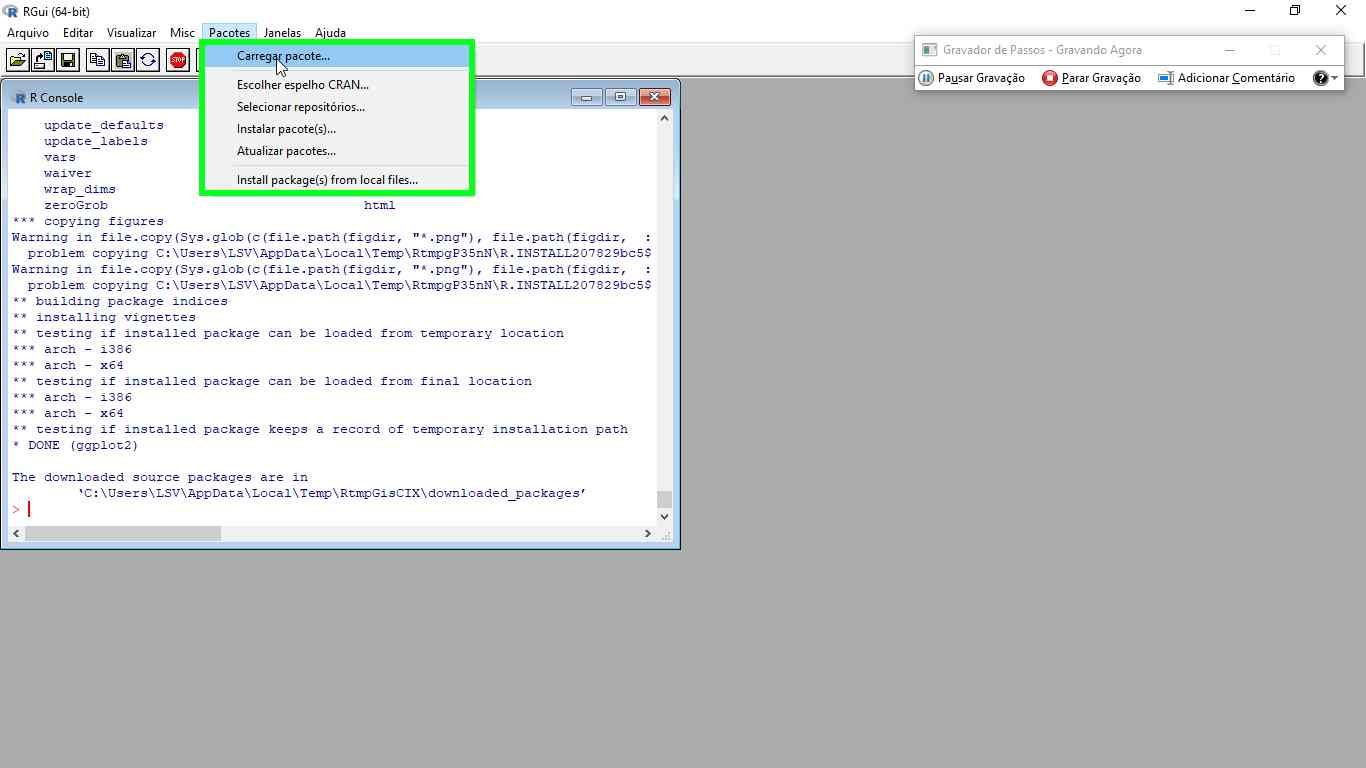 RGui (64-bit)
Arquivo Editar Visualizar Misc Pacotes Janelas Ajuda
STOP
Carregar pacote...
Escolher espelho CRAN...
Selecionar repositórios...
Instalar pacote(s)...
Atualizar pacotes...
Install package(s) from local files...
Gravador de Passos - Gravando Agora
Pausar Gravação Parar Gravação Adicionar Comentário
R Console
update_defaults
update_labels
vars
waiver
wrap_dims
zeroGrob html
*** copying figures
Warning in file.copy(Sys.glob(c(file.path(figdir, "*.png"), file.path(figdir, :
problem copying C:\Users\LSV\AppData\Local\Temp\RtmpgP35nN\R.INSTALL207829bc5$
Warning in file.copy(Sys.glob(c(file.path(figdir, "*.png"), file.path(figdir, :
problem copying C:\Users\LSV\AppData\Local\Temp\RtmpgP35nN\R.INSTALL207829bc5$
** building package indices
** installing vignettes
** testing if installed package can be loaded from temporary location
*** arch - i386
*** arch - x64
** testing if installed package can be loaded from final location
*** arch - i386
*** arch - x64
** testing if installed package keeps a record of temporary installation path
* DONE (ggplot2)
The downloaded source packages are in
‘C:\Users\LSV\AppData\Local\Temp\RtmpGisCIX\downloaded_packages’
>